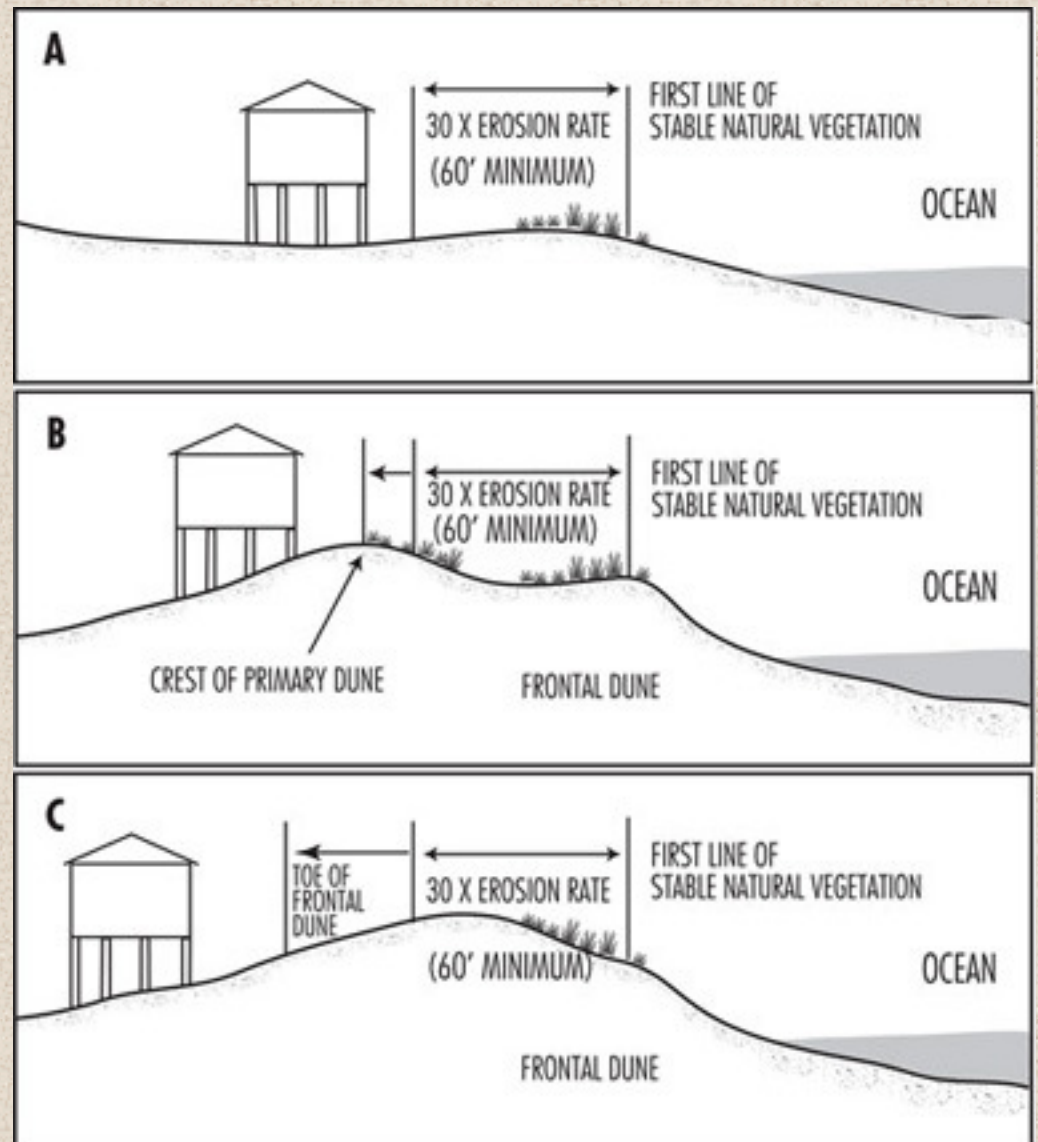 A
30 X EROSION RATE
(60' MINIMUM)
FIRST LINE OF
STABLE NATURAL VEGETATION
OCEAN
B
30 X EROSION RATE
(60' MINIMUM)
FIRST LINE OF
STABLE NATURAL VEGETATION
OCEAN
CREST OF PRIMARY DUNE
FRONTAL DUNE
C
TOE OF
FRONTAL
DUNE
30 X EROSION RATE
(60' MINIMUM)
FIRST LINE OF
STABLE NATURAL VEGETATION
OCEAN
FRONTAL DUNE